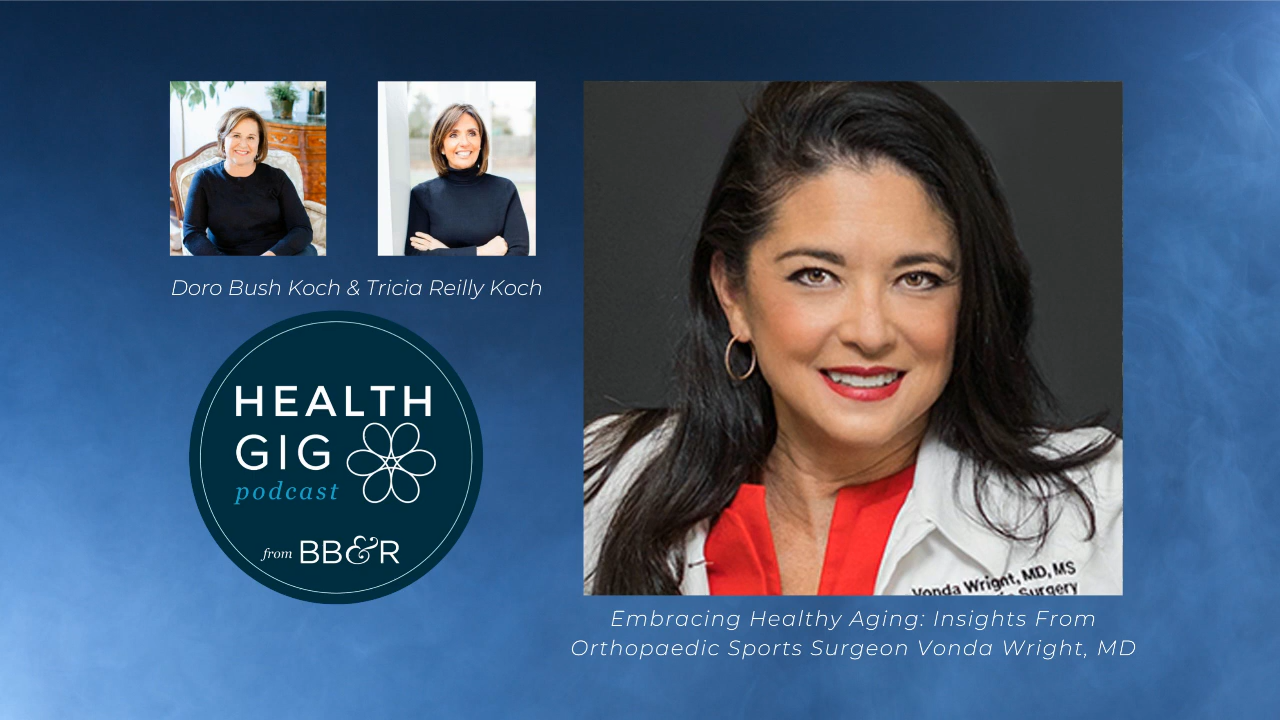 Doro Bush Koch & Tricia Reilly Koch
HEALTH
GIG
podcast
from BB&R
Vonda Wright, MD, MS
Surgery
Embracing Healthy Aging: Insights From
Orthopaedic Sports Surgeon Vonda Wright, MD